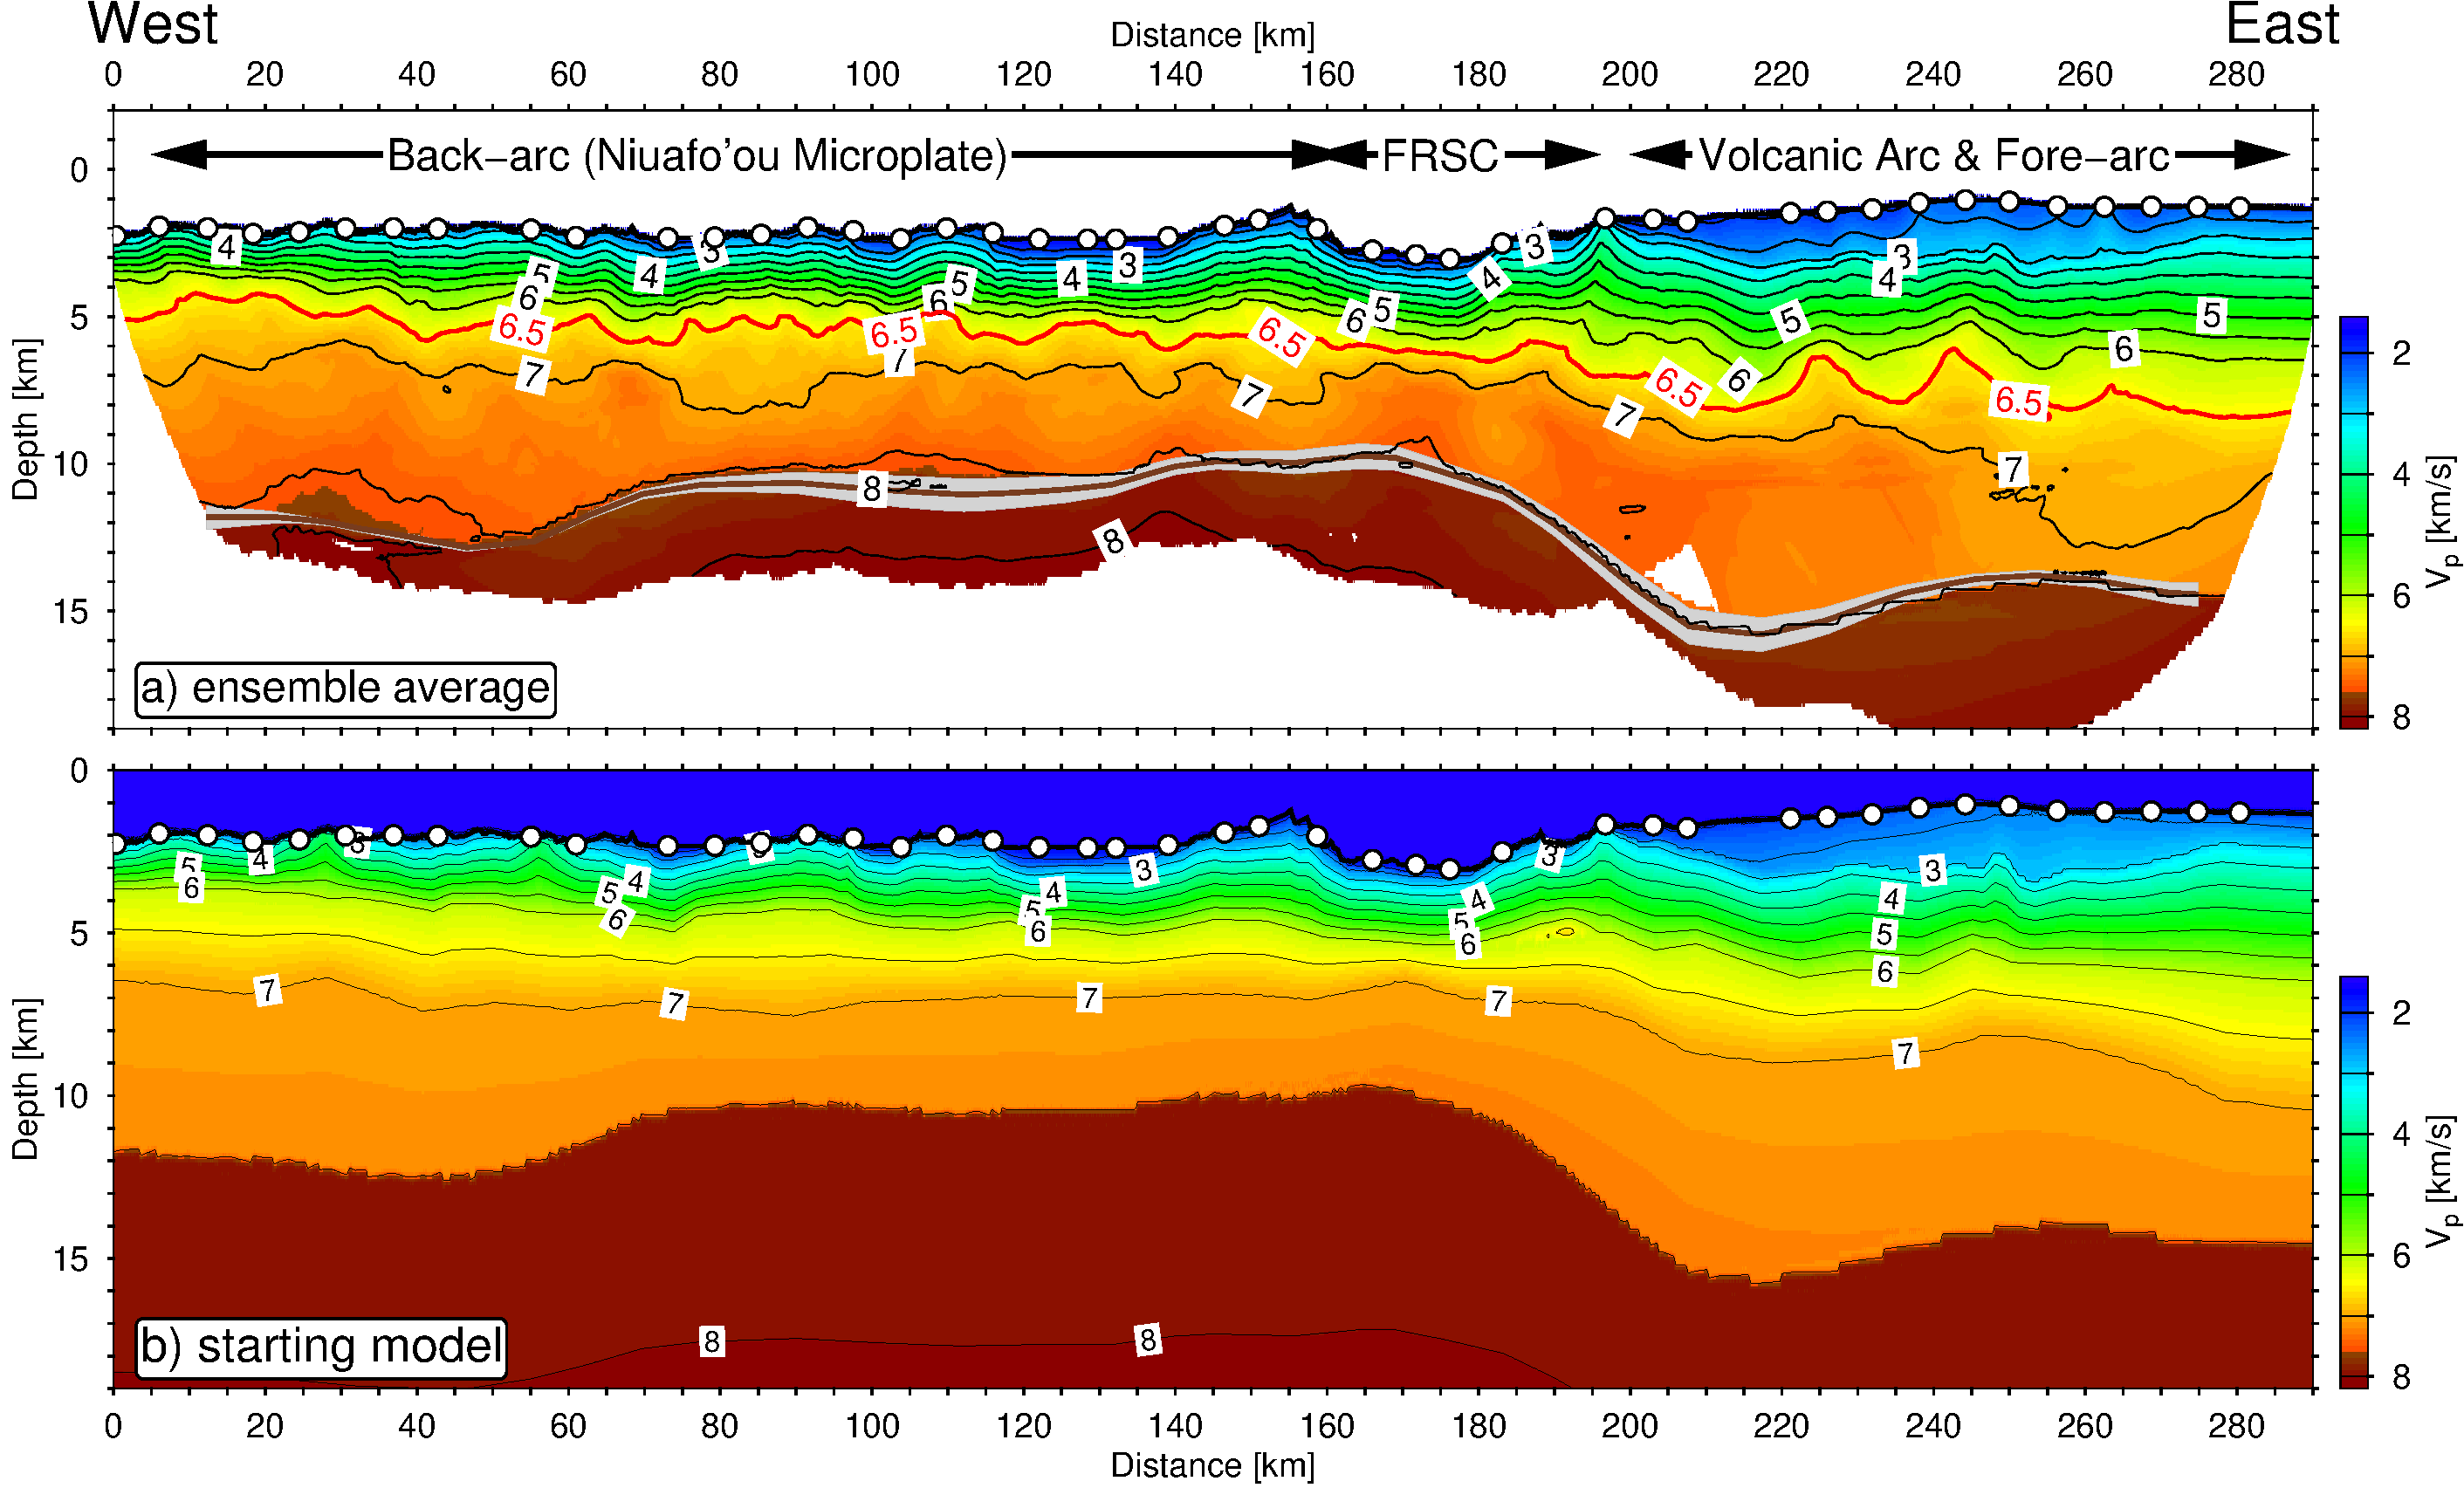 West
Distance [km]
East
0 20 40 60 80 100 120 140 160 180 200 220 240 260 280
Back−arc (Niuafo'ou Microplate) FRSC Volcanic Arc & Fore−arc
0
5
10
15
Depth [km]
4 5 6 4 3 5 6 4 3 6 5 4 3 5 6 3 4 5 6
6.5 6.5 6.5 6.5 6.5
7 7 7 7 7
8 8
2
4
6
8
Vp [km/s]
a) ensemble average
0
5
10
15
Depth [km]
5 6 4 3 5 4 6 3 4 5 6 3 4 5 6 3 4 5 6
7 7 7 7 7
8 8
2
4
6
8
Vp [km/s]
b) starting model
0 20 40 60 80 100 120 140 160 180 200 220 240 260 280
Distance [km]